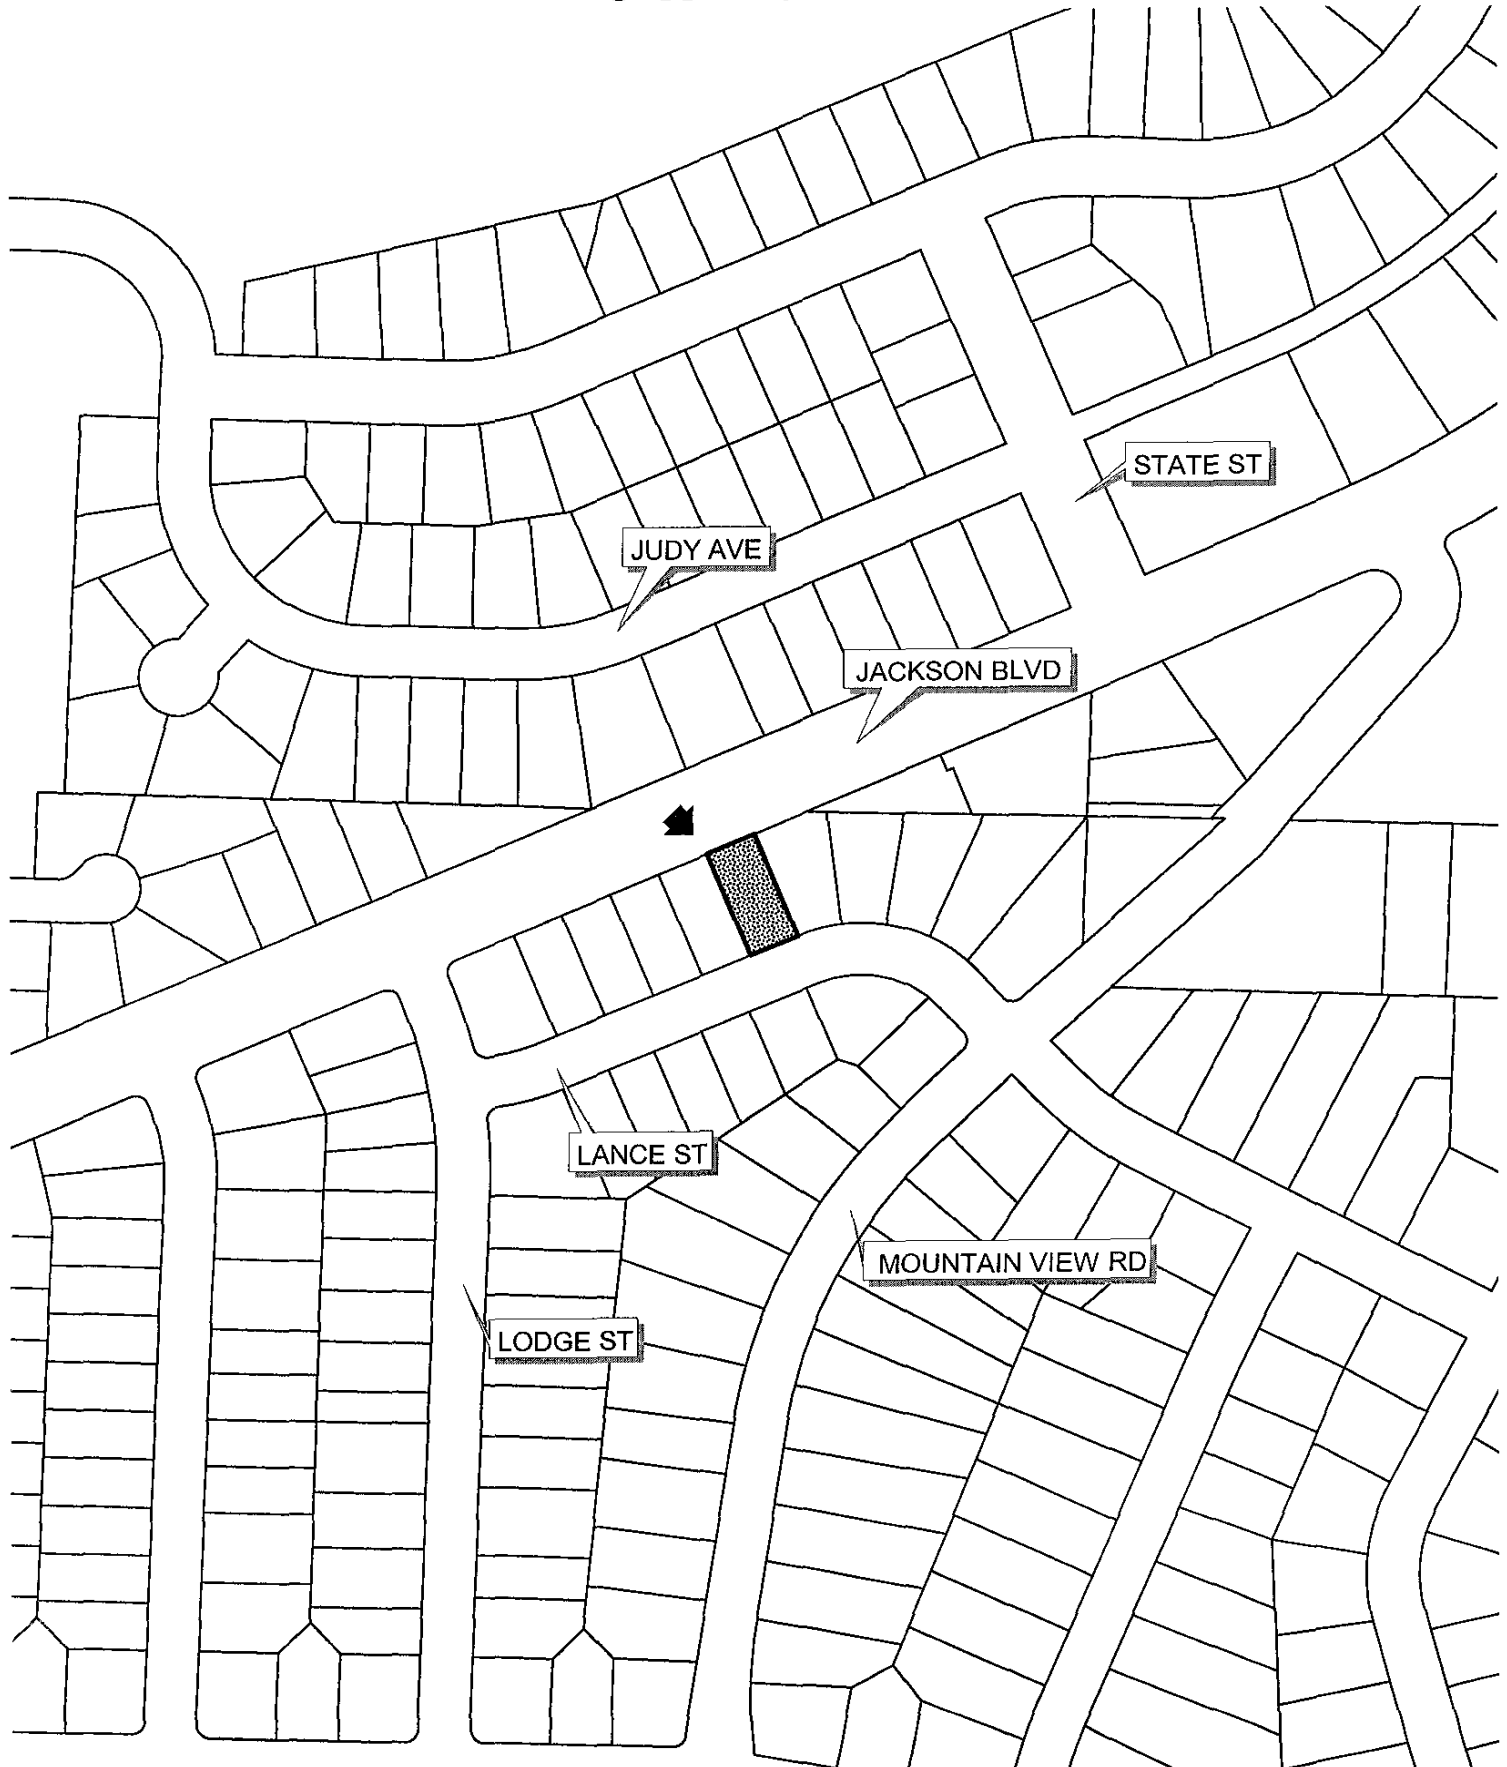 STATE ST
JUDY AVE
JACKSON BLVD
LANCE ST
MOUNTAIN VIEW RD
LODGE ST